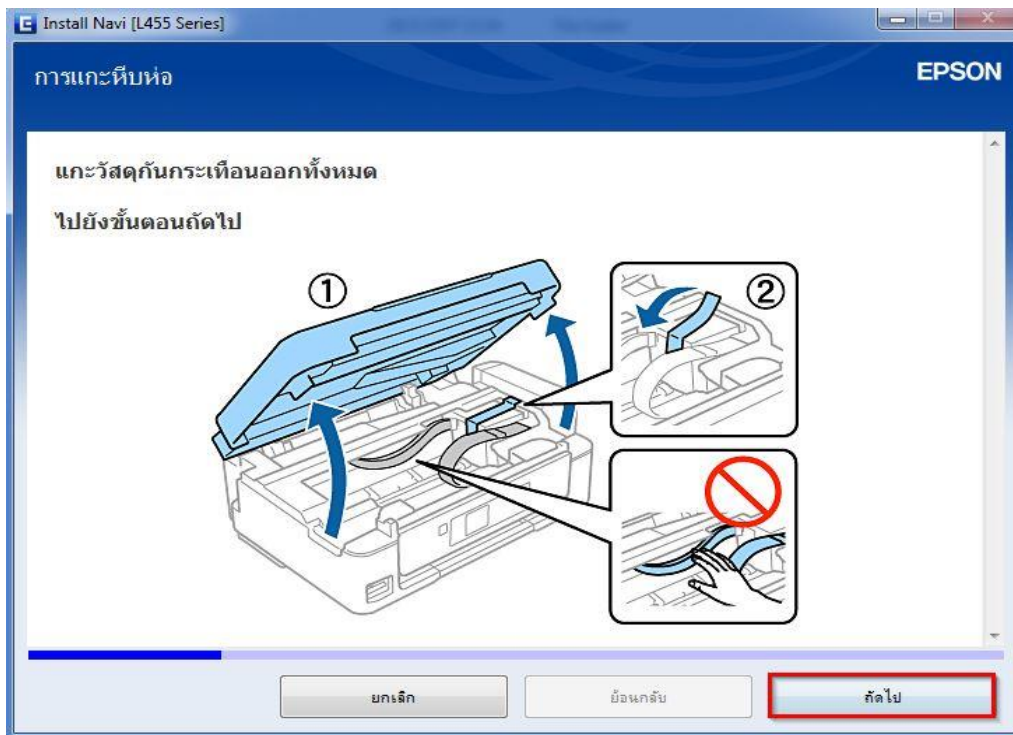 Install Navi [L455 Series]
การแกะหีบห่อ
EPSON
แกะวัสดุกันกระเทือนออกทั้งหมด
ไปยังขั้นตอนถัดไป
①
②
ยกเลิก
ย้อนกลับ
ถัดไป